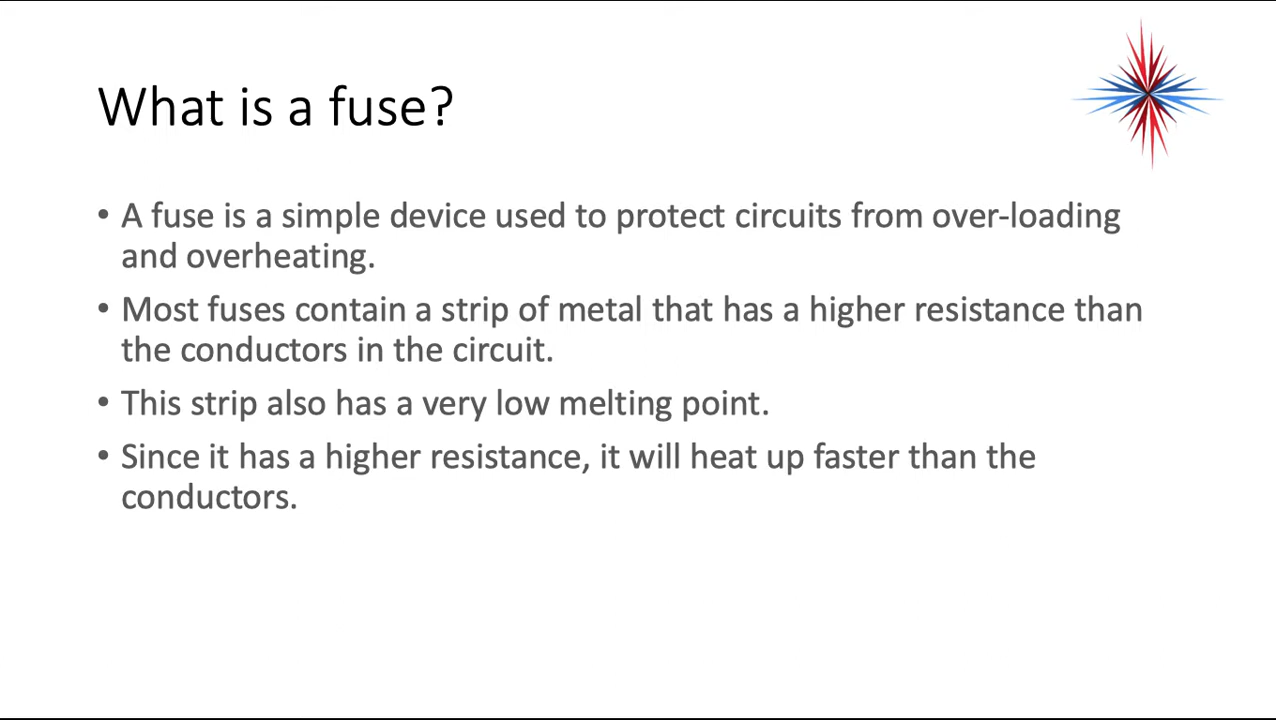 What is a fuse?
• A fuse is a simple device used to protect circuits from over-loading
and overheating.
• Most fuses contain a strip of metal that has a higher resistance than
the conductors in the circuit.
• This strip also has a very low melting point.
• Since it has a higher resistance, it will heat up faster than the
conductors.